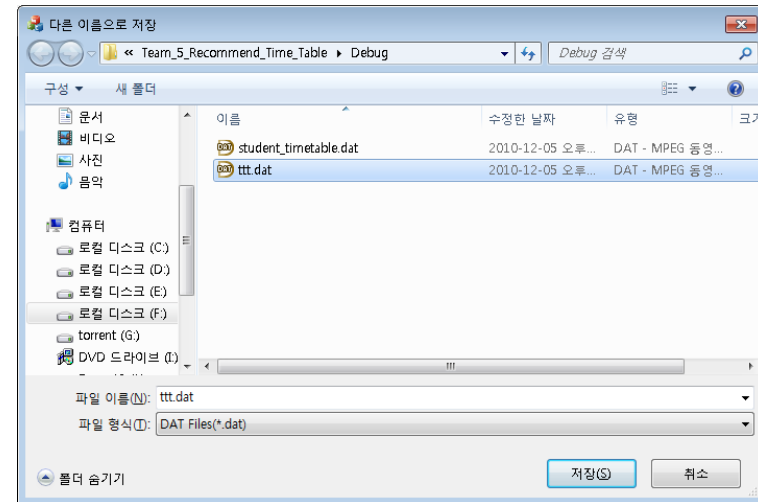 다른 이름으로 저장
« Team_5_Recommend_Time_Table ▸ Debug
Debug 검색
구성 ▼ 새 폴더
문서
비디오
사진
음악
컴퓨터
로컬 디스크 (C:)
로컬 디스크 (D:)
로컬 디스크 (E:)
로컬 디스크 (F:)
torrent (G:)
DVD 드라이브 (I:)
이름 수정한 날짜 유형
student_timetable.dat 2010-12-05 오후... DAT - MPEG 동영...
ttt.dat 2010-12-05 오후... DAT - MPEG 동영...
파일 이름(N): ttt.dat
파일 형식(T): DAT Files(*.dat)
폴더 숨기기
저장(S) 취소